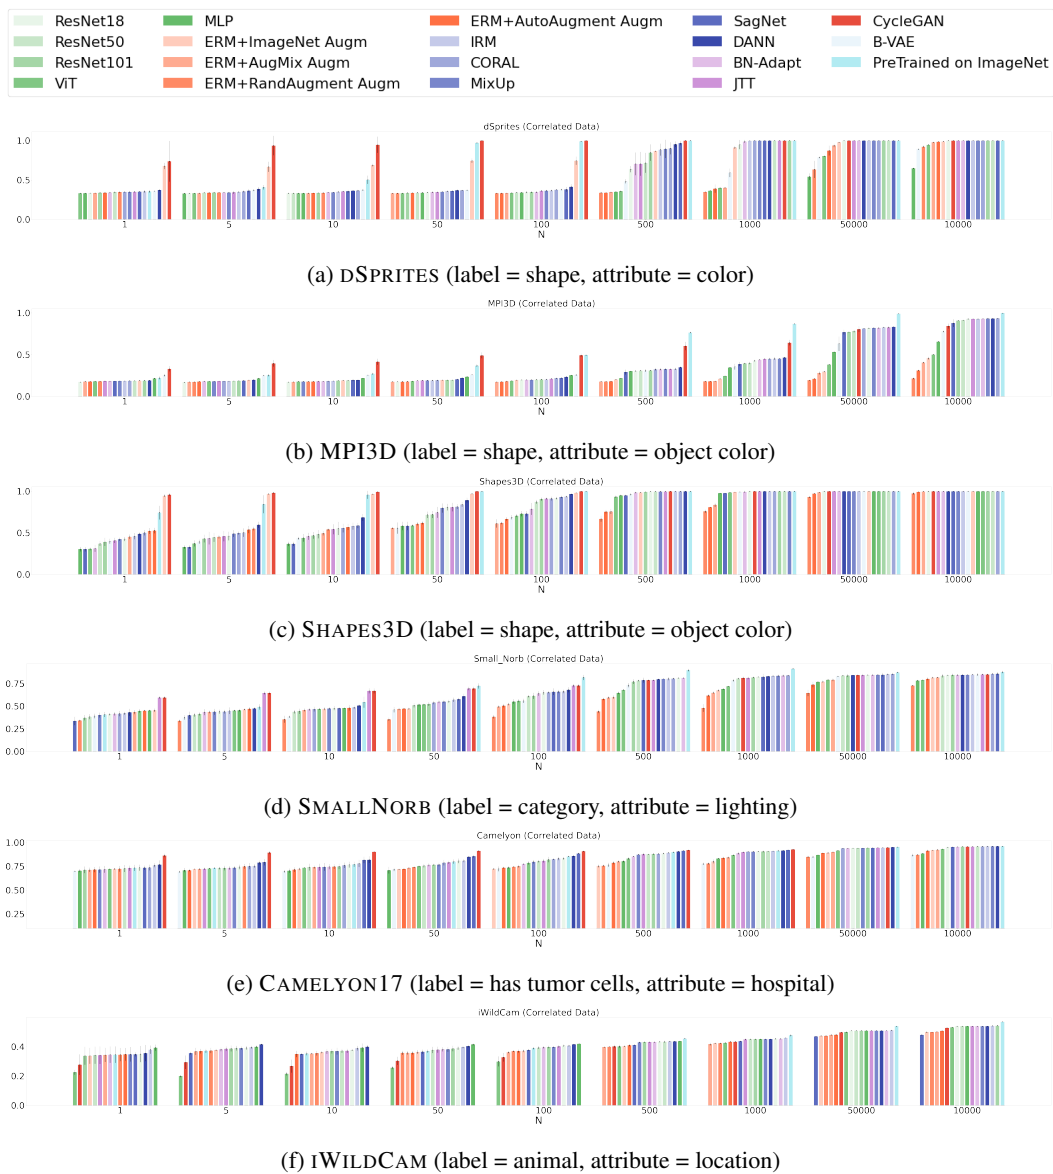 ResNet18 MLP ERM+AutoAugment Augm SagNet CycleGAN
ResNet50 ERM+ImageNet Augm IRM DANN B-VAE
ResNet101 ERM+AugMix Augm CORAL BN-Adapt PreTrained on ImageNet
ViT ERM+RandAugment Augm MixUp JTT
dSprites (Correlated Data)
1.0
0.5
0.0
1 5 10 50 100 500 1000 50000 10000
N
(a) DSPRITES (label = shape, attribute = color)
MPI3D (Correlated Data)
1.0
0.5
0.0
1 5 10 50 100 500 1000 50000 10000
N
(b) MPI3D (label = shape, attribute = object color)
Shapes3D (Correlated Data)
1.0
0.5
0.0
1 5 10 50 100 500 1000 50000 10000
N
(c) SHAPES3D (label = shape, attribute = object color)
Small_Norb (Correlated Data)
0.75
0.50
0.25
0.00
1 5 10 50 100 500 1000 50000 10000
N
(d) SMALLNORB (label = category, attribute = lighting)
Camelyon (Correlated Data)
1.00
0.75
0.50
0.25
1 5 10 50 100 500 1000 50000 10000
N
(e) CAMELYON17 (label = has tumor cells, attribute = hospital)
iWildCam (Correlated Data)
0.4
0.2
0.0
1 5 10 50 100 500 1000 50000 10000
N
(f) IWILDCAM (label = animal, attribute = location)